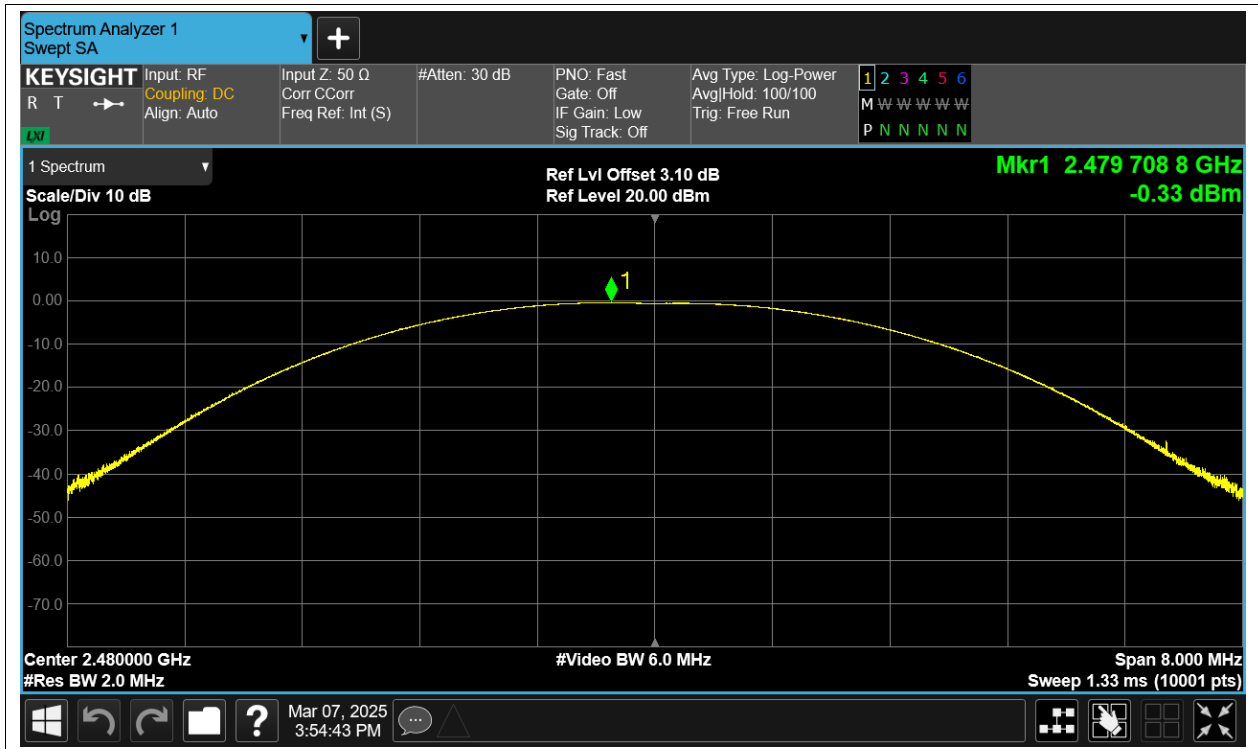 Spectrum Analyzer 1
Swept SA
KEYSIGHT
R T
LXI
Input: RF
Coupling: DC
Align: Auto
Input Z: 50 Ω
Corr CCorr
Freq Ref: Int (S)
#Atten: 30 dB
PNO: Fast
Gate: Off
IF Gain: Low
Sig Track: Off
Avg Type: Log-Power
Avg|Hold: 100/100
Trig: Free Run
1 2 3 4 5 6
M W W W W W
P N N N N N
1 Spectrum
Scale/Div 10 dB
Log
Ref Lvl Offset 3.10 dB
Ref Level 20.00 dBm
Mkr1 2.479 708 8 GHz
-0.33 dBm
1
10.0
0.00
-10.0
-20.0
-30.0
-40.0
-50.0
-60.0
-70.0
Center 2.480000 GHz
#Res BW 2.0 MHz
#Video BW 6.0 MHz
Span 8.000 MHz
Sweep 1.33 ms (10001 pts)
?
Mar 07, 2025
3:54:43 PM